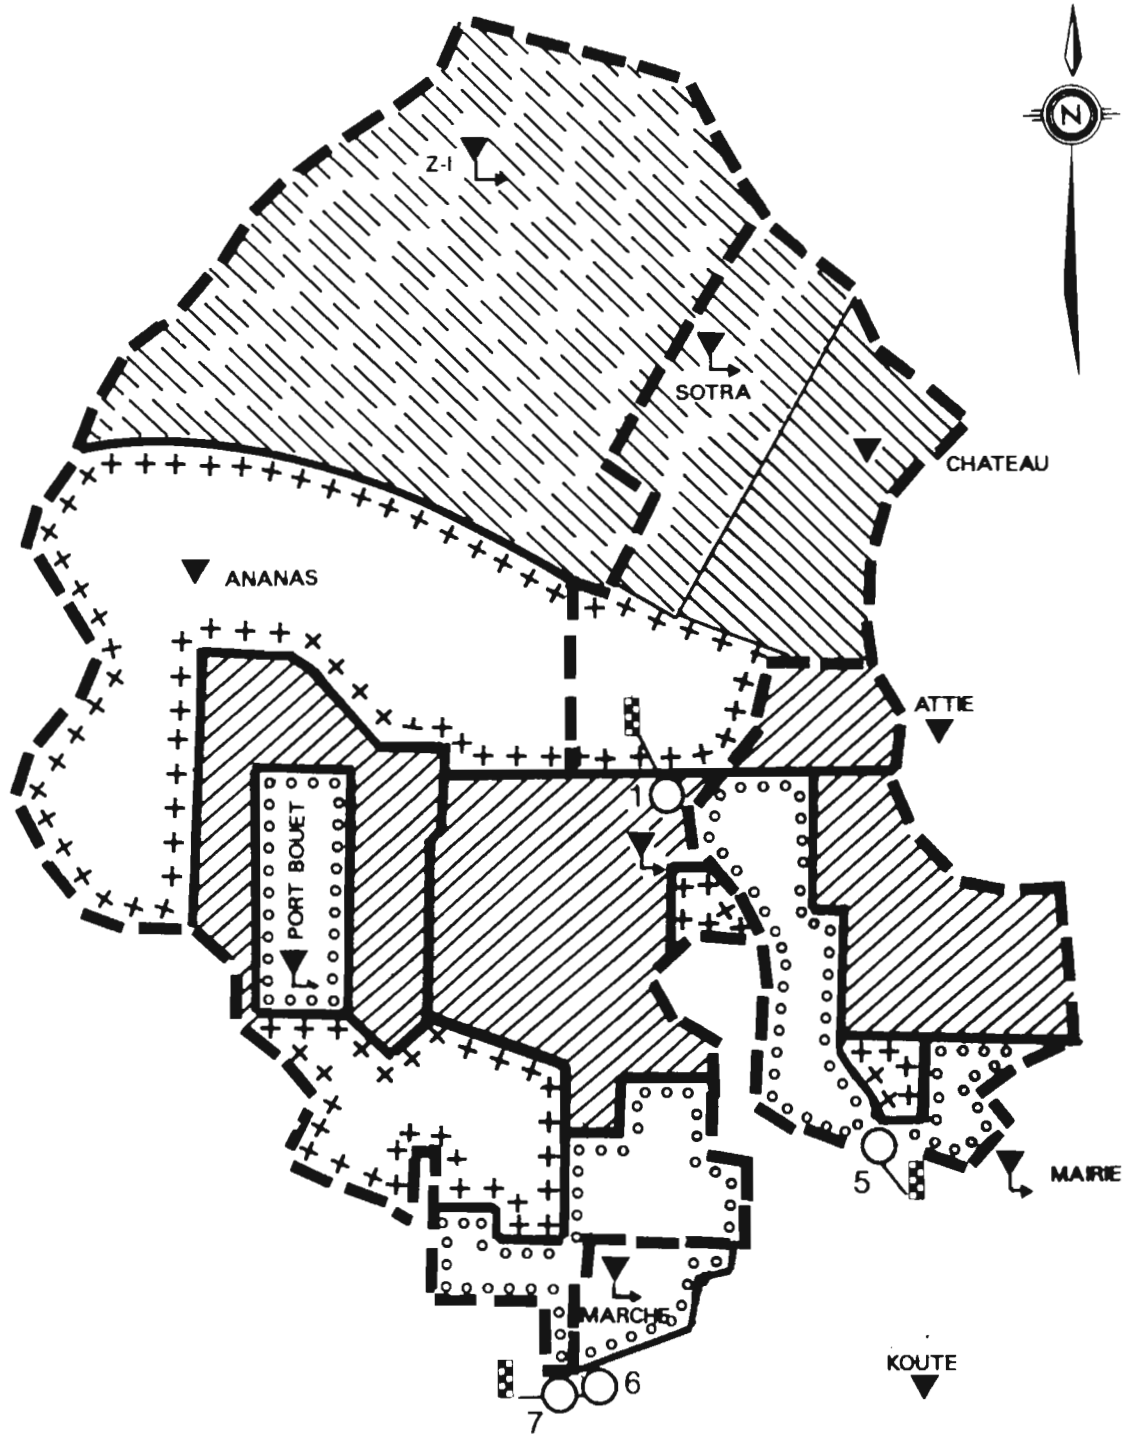 N
Z-I
SOTRA
CHATEAU
ANANAS
ATTIE
1
PORT BOUET
5
MAIRIE
MARCHE
KOUTE
6
7